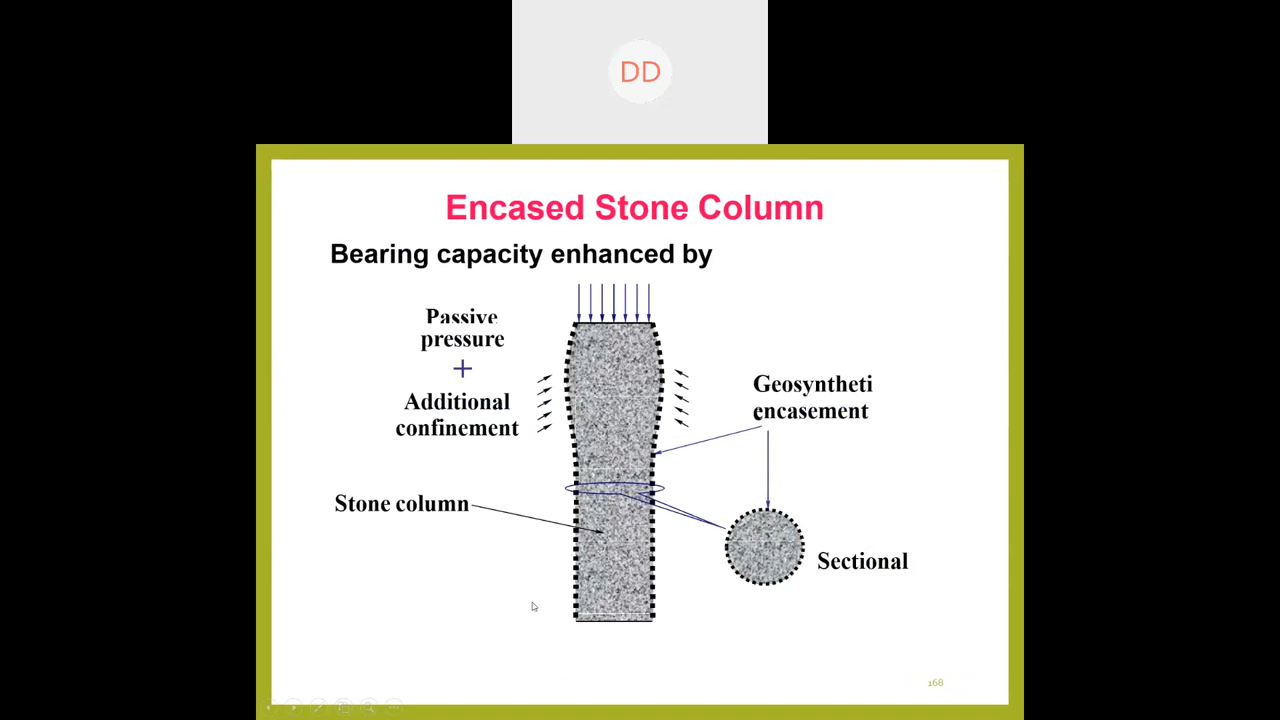 DD
Encased Stone Column
Bearing capacity enhanced by
Passive
pressure
+
Additional
confinement
Geosyntheti
c
encasement
Stone column
Sectional
168